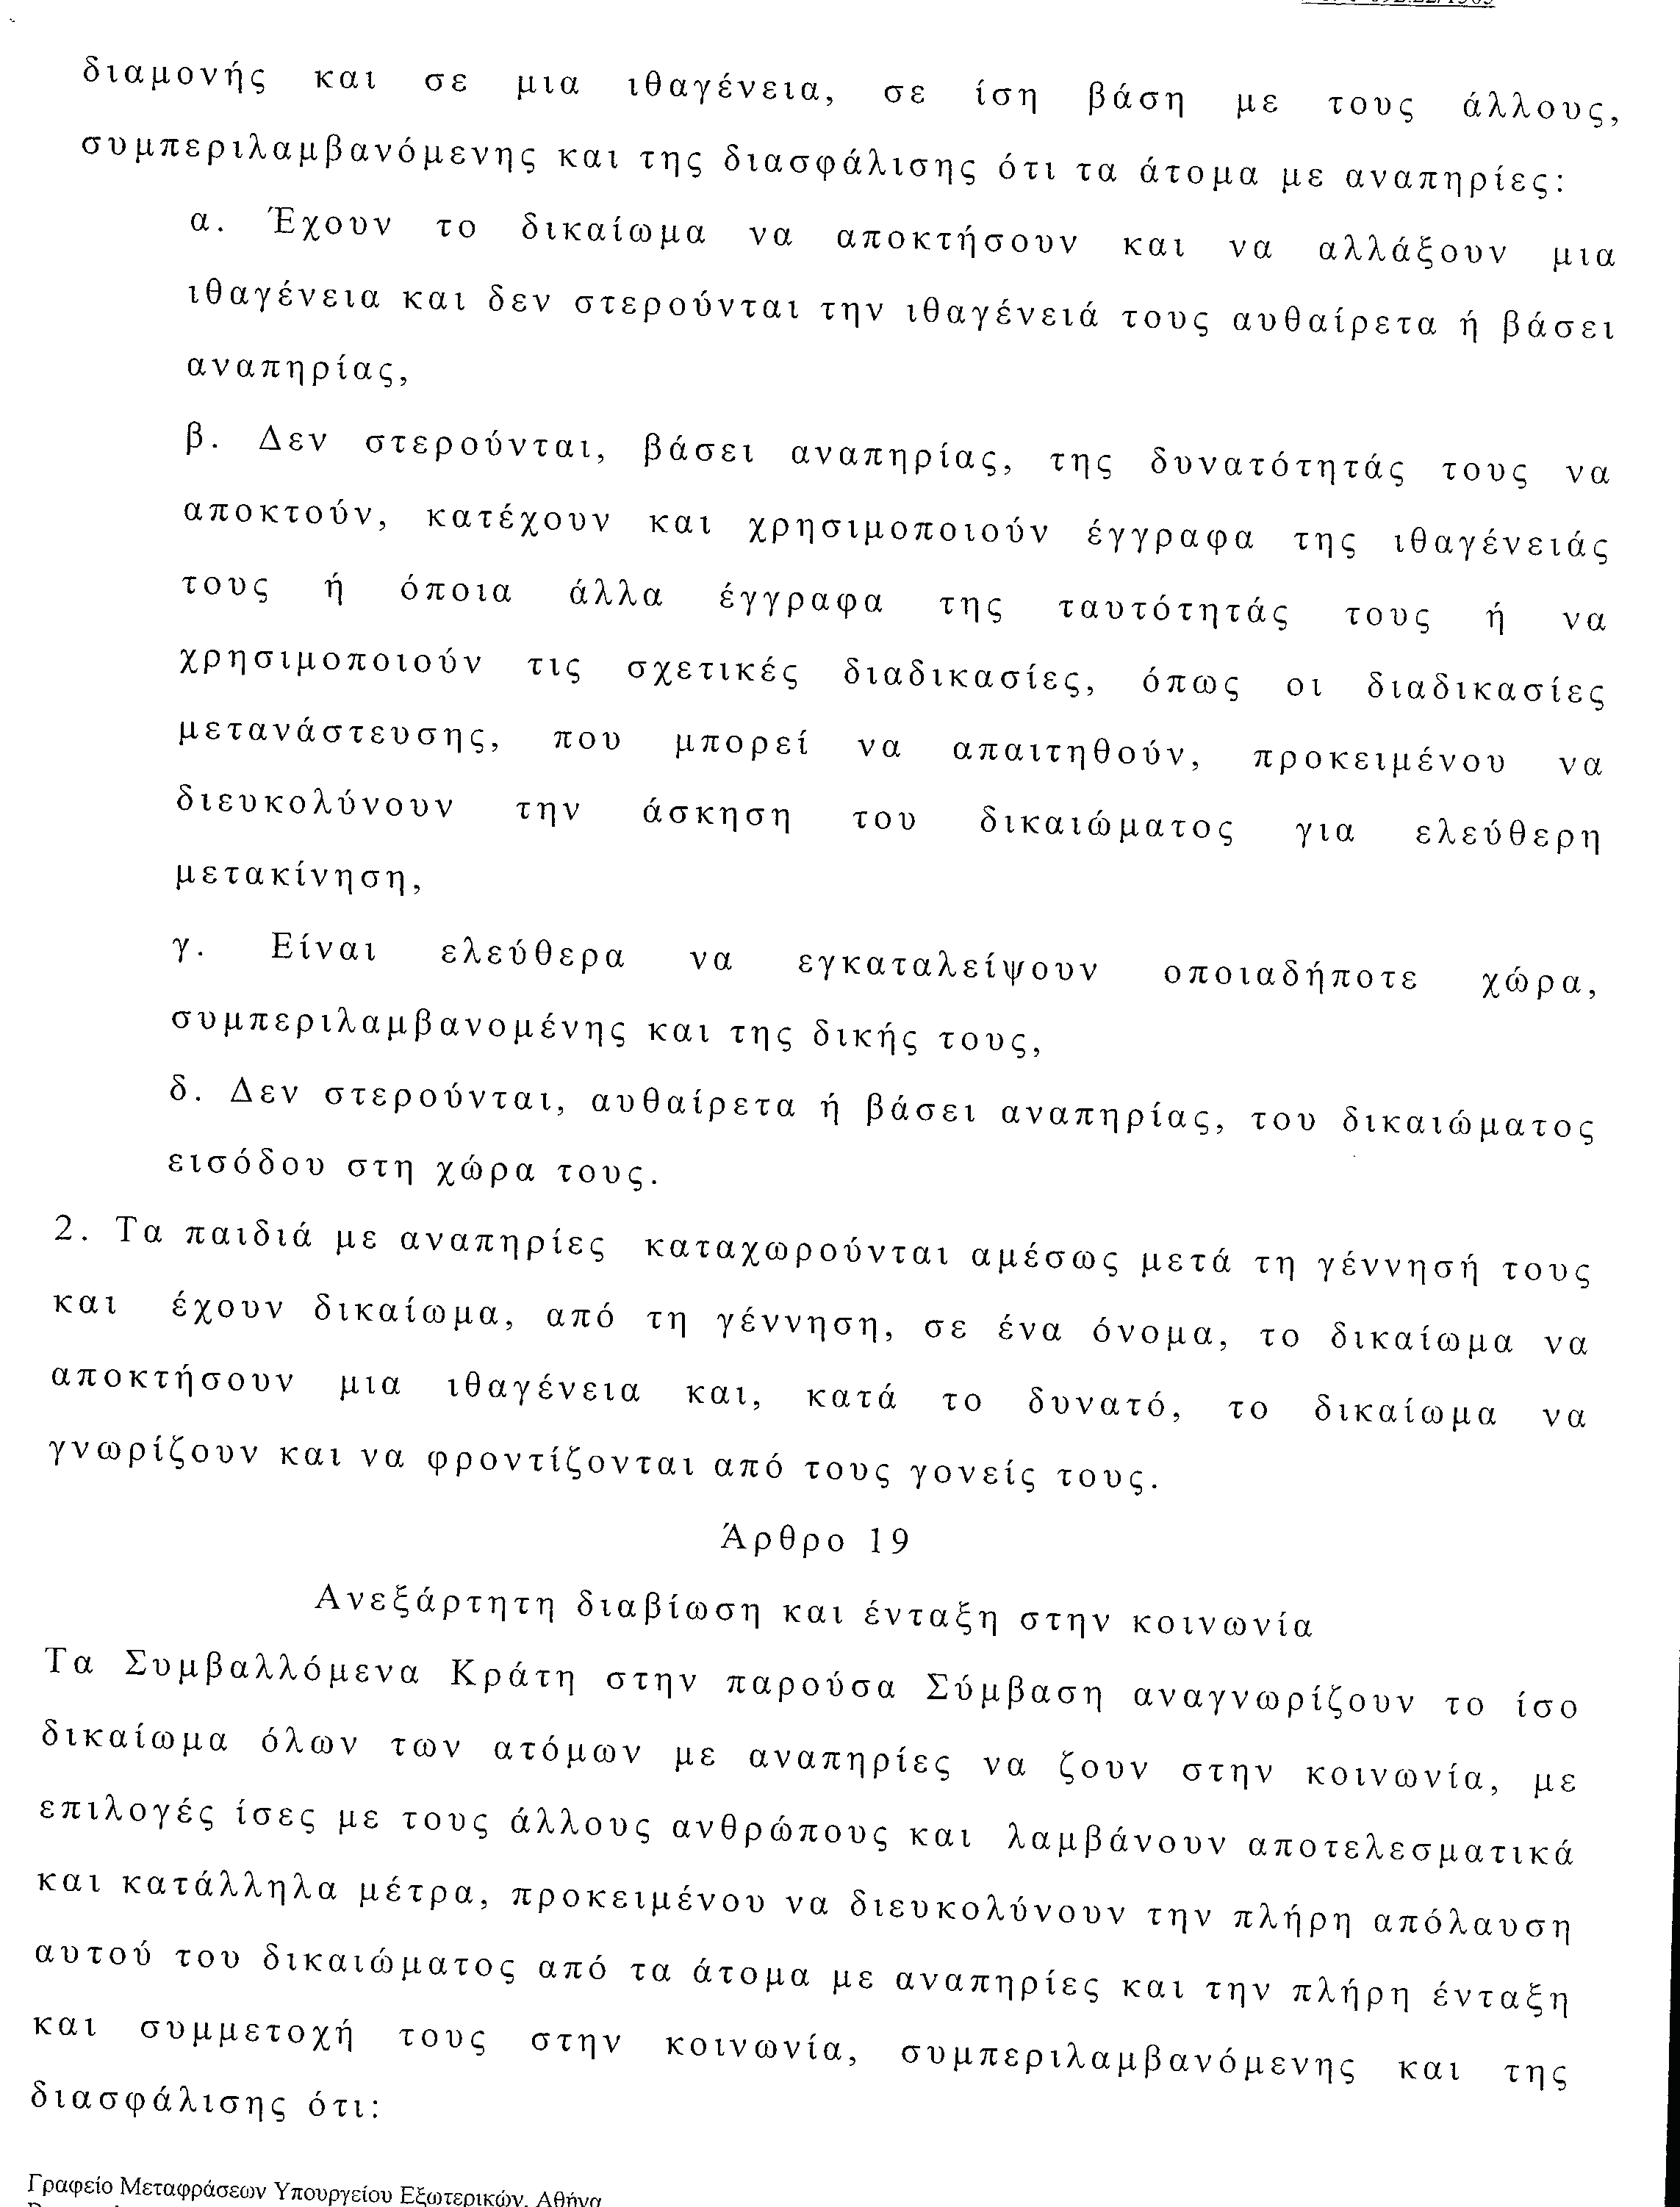 διαμονής και σε μια ιθαγένεια, σε ίση βάση με τους άλλους,
συμπεριλαμβανόμενης και της διασφάλισης ότι τα άτομα με αναπηρίες:
α. Έχουν το δικαίωμα να αποκτήσουν και να αλλάξουν μια
ιθαγένεια και δεν στερούνται την ιθαγένειά τους αυθαίρετα ή βάσει
αναπηρίας,
β. Δεν στερούνται, βάσει αναπηρίας, της δυνατότητάς τους να
αποκτούν, κατέχουν και χρησιμοποιούν έγγραφα της ιθαγένειάς
τους ή όποια άλλα έγγραφα της ταυτότητάς τους ή να
χρησιμοποιούν τις σχετικές διαδικασίες, όπως οι διαδικασίες
μετανάστευσης, που μπορεί να απαιτηθούν, προκειμένου να
διευκολύνουν την άσκηση του δικαιώματος για ελεύθερη
μετακίνηση,
γ. Είναι ελεύθερα να εγκαταλείψουν οποιαδήποτε χώρα,
συμπεριλαμβανομένης και της δικής τους,
δ. Δεν στερούνται, αυθαίρετα ή βάσει αναπηρίας, του δικαιώματος
εισόδου στη χώρα τους.
2. Τα παιδιά με αναπηρίες καταχωρούνται αμέσως μετά τη γέννησή τους
και έχουν δικαίωμα, από τη γέννηση, σε ένα όνομα, το δικαίωμα να
αποκτήσουν μια ιθαγένεια και, κατά το δυνατό, το δικαίωμα να
γνωρίζουν και να φροντίζονται από τους γονείς τους.
Άρθρο 19
Ανεξάρτητη διαβίωση και ένταξη στην κοινωνία
Τα Συμβαλλόμενα Κράτη στην παρούσα Σύμβαση αναγνωρίζουν το ίσο
δικαίωμα όλων των ατόμων με αναπηρίες να ζουν στην κοινωνία, με
επιλογές ίσες με τους άλλους ανθρώπους και λαμβάνουν αποτελεσματικά
και κατάλληλα μέτρα, προκειμένου να διευκολύνουν την πλήρη απόλαυση
αυτού του δικαιώματος από τα άτομα με αναπηρίες και την πλήρη ένταξη
και συμμετοχή τους στην κοινωνία, συμπεριλαμβανόμενης και της
διασφάλισης ότι:
Γραφείο Μεταφράσεων Υπουργείου Εξωτερικών, Αθήνα